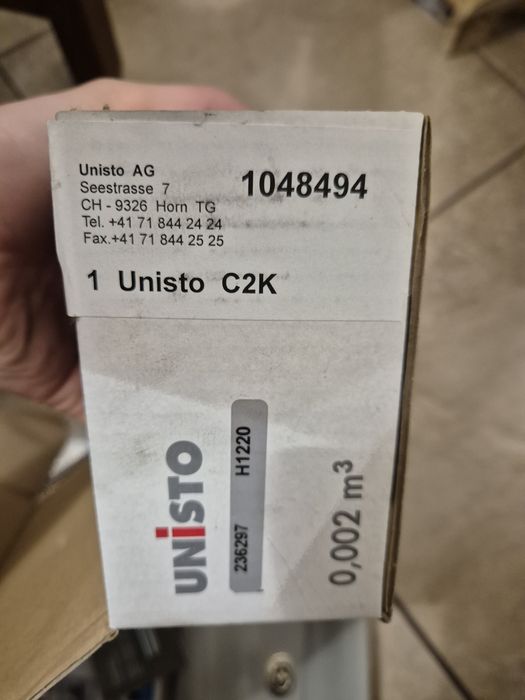 Unisto AG
Seestrasse 7
CH - 9326 Horn TG
Tel. +41 71 844 24 24
Fax.+41 71 844 25 25
1048494
1 Unisto C2K
UNiSTO
236297 H1220
0,002 m³